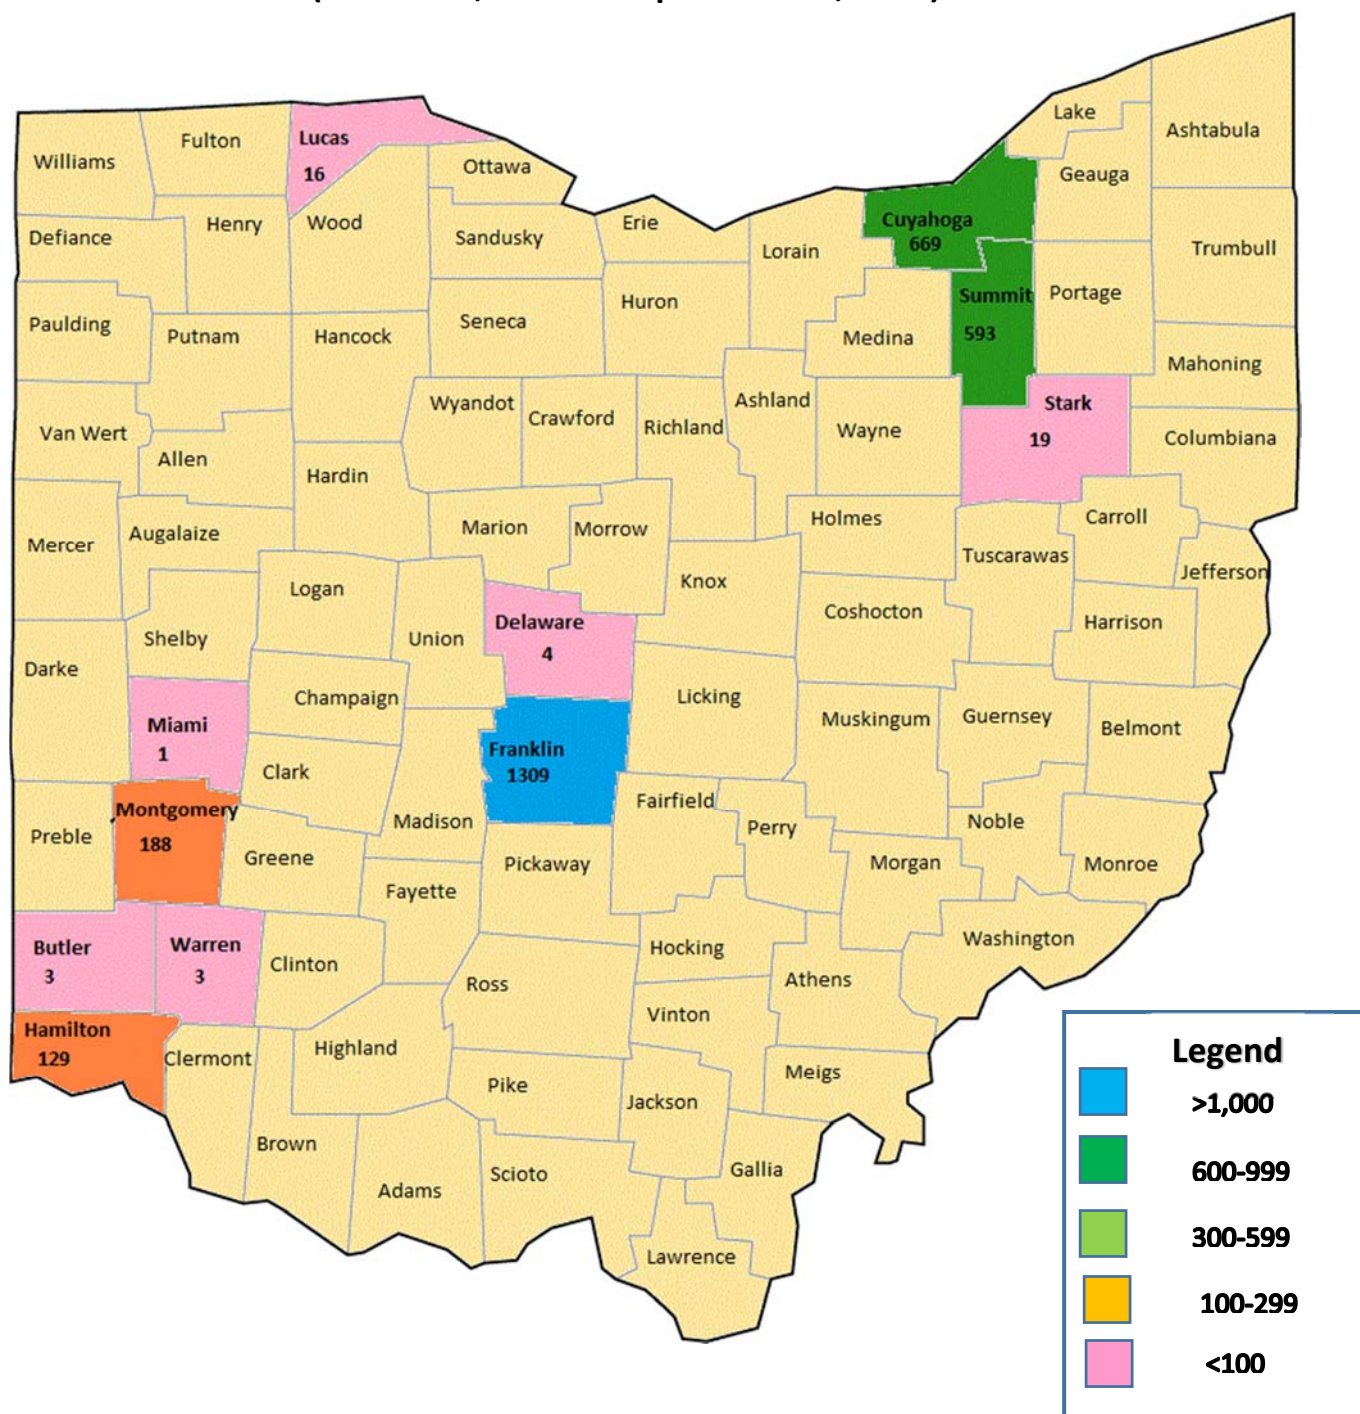 Lake
Ashtabula
Lucas
16
Fulton
Williams
Ottawa
Geauga
Cuyahoga
669
Erie
Wood
Henry
Defiance
Sandusky
Lorain
Trumbull
Summit
593
Portage
Huron
Seneca
Paulding
Putnam
Hancock
Medina
Mahoning
Stark
19
Wyandot
Crawford
Richland
Ashland
Wayne
Van Wert
Allen
Columbiana
Hardin
Holmes
Carroll
Marion
Morrow
Augalaize
Mercer
Tuscarawas
Jefferson
Knox
Logan
Coshocton
Harrison
Delaware
4
Union
Shelby
Darke
Champaign
Licking
Muskingum
Guernsey
Belmont
Miami
1
Franklin
1309
Clark
Fairfield
Montgomery
188
Madison
Perry
Noble
Preble
Greene
Pickaway
Morgan
Monroe
Fayette
Butler
3
Warren
3
Clinton
Hocking
Washington
Athens
Ross
Vinton
Hamilton
129
Clermont
Highland
Meigs
Pike
Jackson
Brown
Gallia
Scioto
Adams
Lawrence
Legend
>1,000
600-999
300-599
100-299
<100